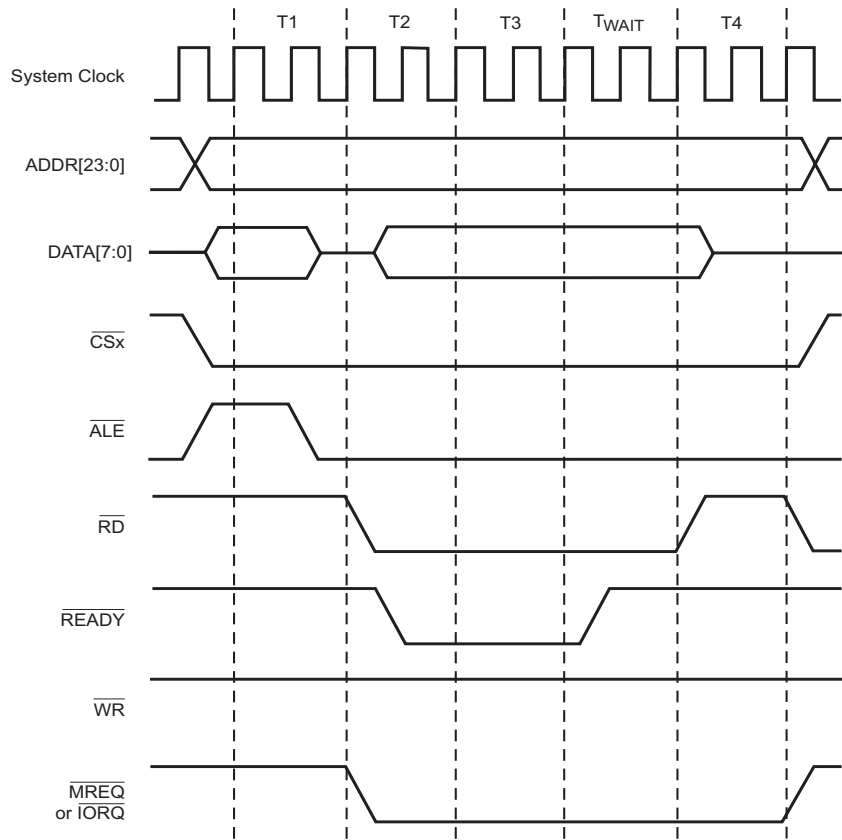 T1 T2 T3 TWAIT T4
System Clock
ADDR[23:0]
DATA[7:0]
CSx
ALE
RD
READY
WR
MREQ
or IORQ